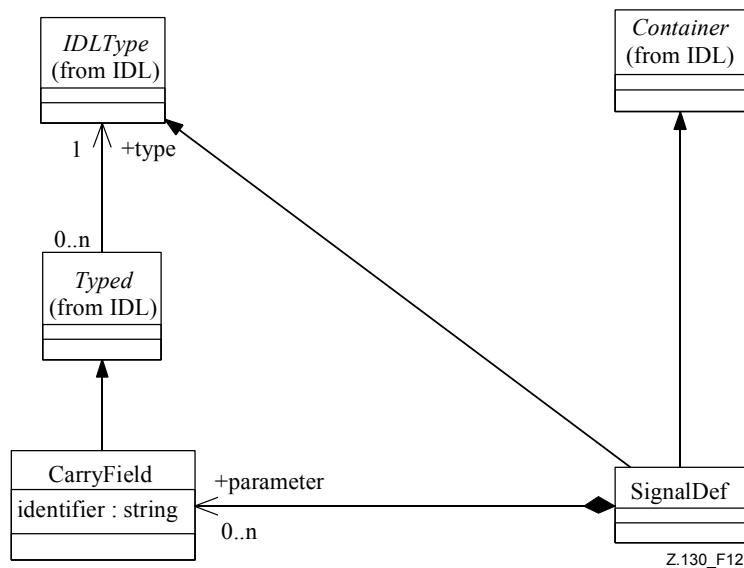 IDLType
(from IDL)
Container
(from IDL)
1
+type
0..n
Typed
(from IDL)
CarryField
identifier : string
+parameter
0..n
SignalDef
Z.130_F12